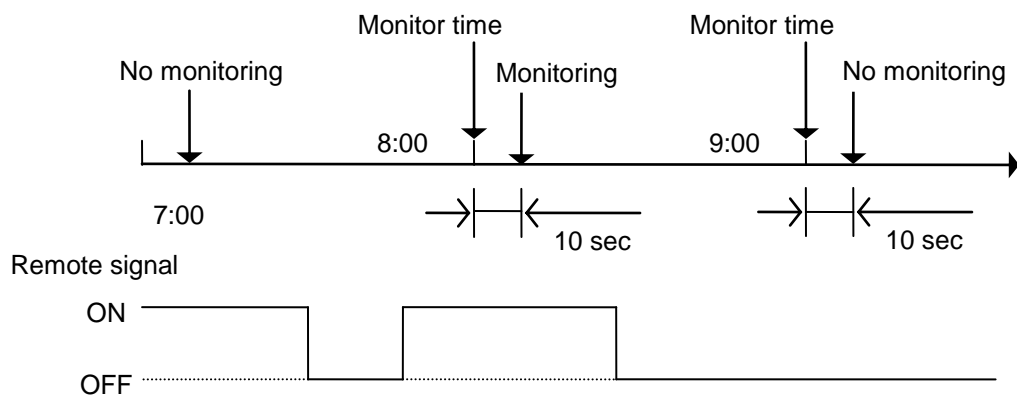 Monitor time
Monitor time
No monitoring
Monitoring
No monitoring
8:00
9:00
7:00
10 sec
10 sec
Remote signal
ON
OFF